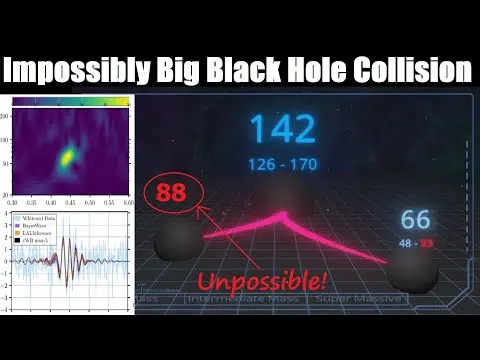 Impossibly Big Black Hole Collision
200
100
50
20
0.30 0.35 0.40 0.45 0.50 0.55 0.60
4
3
2
1
0
−1
−2
−3
−4
Whitened Data
BayesWave
LALInference
cWB max-L
142
126 - 170
88
66
48 - 83
Unpossible!
Mass
Intermediate Mass
Super Massive